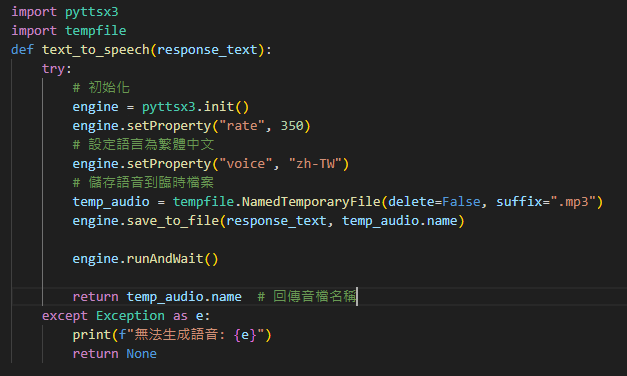 import pyttsx3
import tempfile
def text_to_speech(response_text):
    try:
        # 初始化
        engine = pyttsx3.init()
        engine.setProperty("rate", 350)
        # 設定語言為繁體中文
        engine.setProperty("voice", "zh-TW")
        # 儲存語音到臨時檔案
        temp_audio = tempfile.NamedTemporaryFile(delete=False, suffix=".mp3")
        engine.save_to_file(response_text, temp_audio.name)

        engine.runAndWait()

        return temp_audio.name  # 回傳音檔名稱
    except Exception as e:
        print(f"無法生成語音: {e}")
        return None